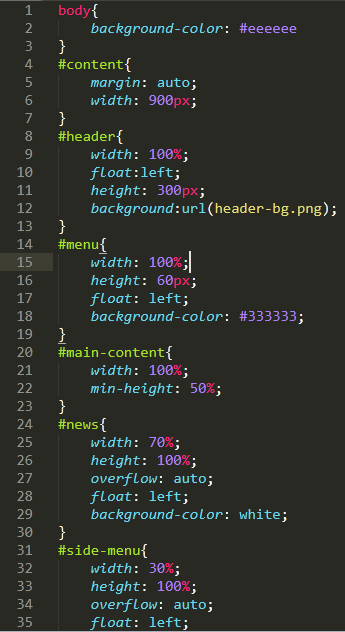 1 body{
2     background-color: #eeeeee
3 }
4 #content{
5     margin: auto;
6     width: 900px;
7 }
8 #header{
9     width: 100%;
10     float:left;
11     height: 300px;
12     background:url(header-bg.png);
13 }
14 #menu{
15     width: 100%;
16     height: 60px;
17     float: left;
18     background-color: #333333;
19 }
20 #main-content{
21     width: 100%;
22     min-height: 50%;
23 }
24 #news{
25     width: 70%;
26     height: 100%;
27     overflow: auto;
28     float: left;
29     background-color: white;
30 }
31 #side-menu{
32     width: 30%;
33     height: 100%;
34     overflow: auto;
35     float: left;